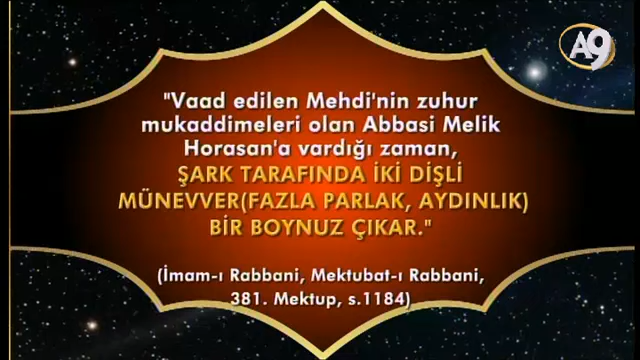 A9
"Vaad edilen Mehdi'nin zuhur
mukaddimeleri olan Abbasi Melik
Horasan'a vardığı zaman,
ŞARK TARAFINDA İKİ DİŞLİ
MÜNEVVER(FAZLA PARLAK, AYDINLIK)
BİR BOYNUZ ÇIKAR."
(İmam-ı Rabbani, Mektubat-ı Rabbani,
381. Mektup, s.1184)